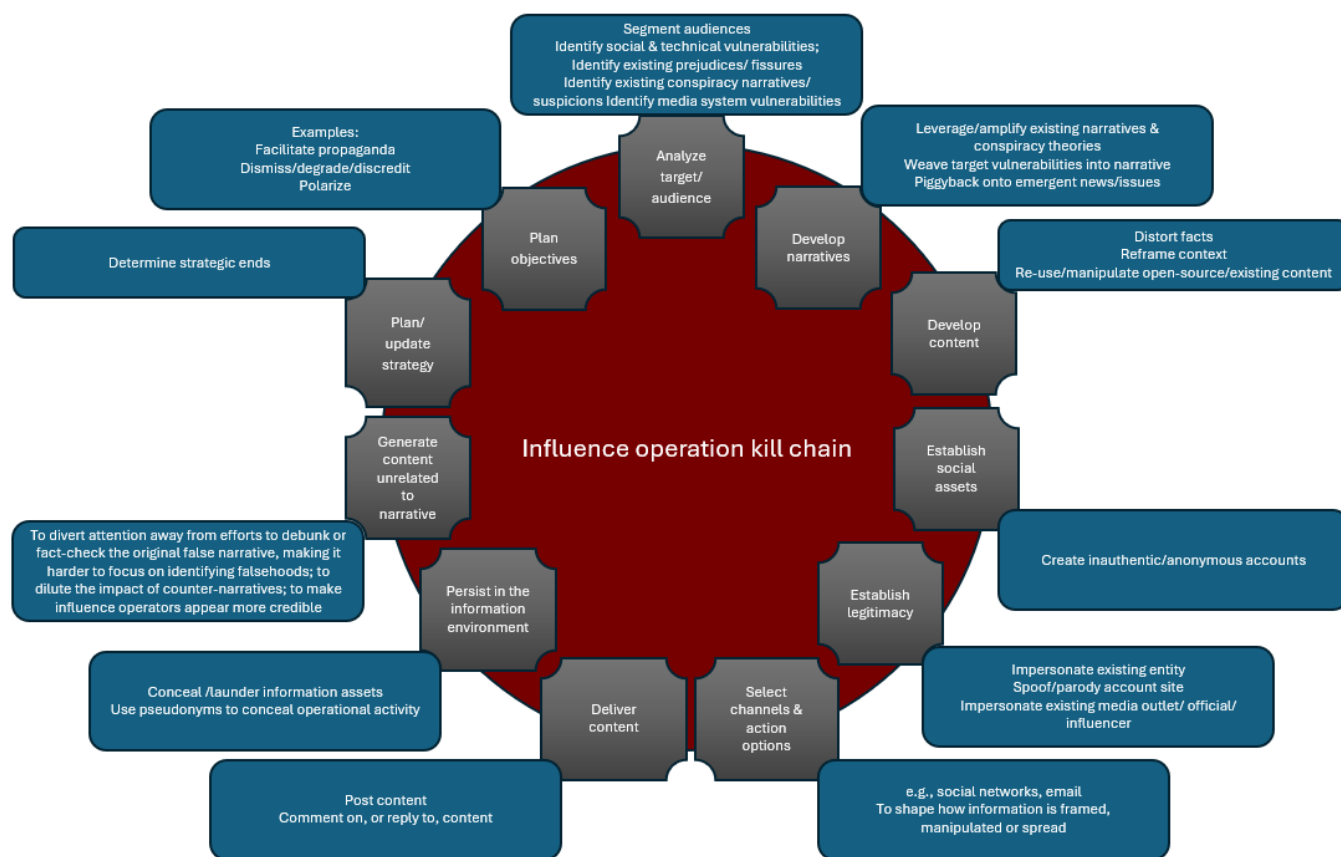 Segment audiences
Identify social & technical vulnerabilities;
Identify existing prejudices/ fissures
Identify existing conspiracy narratives/
suspicions Identify media system vulnerabilities
Analyze
target/
audience
Leverage/amplify existing narratives &
conspiracy theories
Weave target vulnerabilities into narrative
Piggyback onto emergent news/issues
Develop
narratives
Distort facts
Reframe context
Re-use/manipulate open-source/existing content
Develop
content
Establish
social
assets
Create inauthentic/anonymous accounts
Establish
legitimacy
Impersonate existing entity
Spoof/parody account site
Impersonate existing media outlet/ official/
influencer
Select
channels &
action
options
e.g., social networks, email
To shape how information is framed,
manipulated or spread
Deliver
content
Post content
Comment on, or reply to, content
Persist in the
information
environment
Conceal /launder information assets
Use pseudonyms to conceal operational activity
Generate
content
unrelated
to
narrative
To divert attention away from efforts to debunk or
fact-check the original false narrative, making it
harder to focus on identifying falsehoods; to
dilute the impact of counter-narratives; to make
influence operators appear more credible
Plan/
update
strategy
Determine strategic ends
Plan
objectives
Examples:
Facilitate propaganda
Dismiss/degrade/discredit
Polarize
Influence operation kill chain